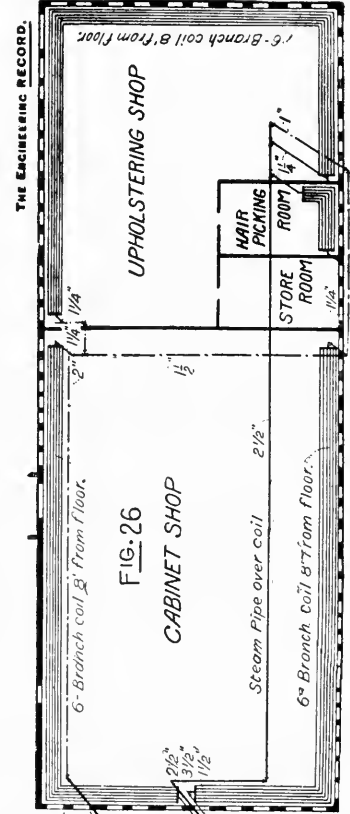 THE ENGINEERING RECORD.
6-Branch coil 8' from floor.
UPHOLSTERING SHOP
HAIR
PICKING
ROOM
STORE
ROOM
1"
1¼"
1¼"
1¼"
1¼"
2"
1½"
2½"
6-Branch coil 8' from floor.
FIG. 26
CABINET SHOP
Steam Pipe over coil
6" Branch coil 8" from floor.
2½"
3½"
1½"